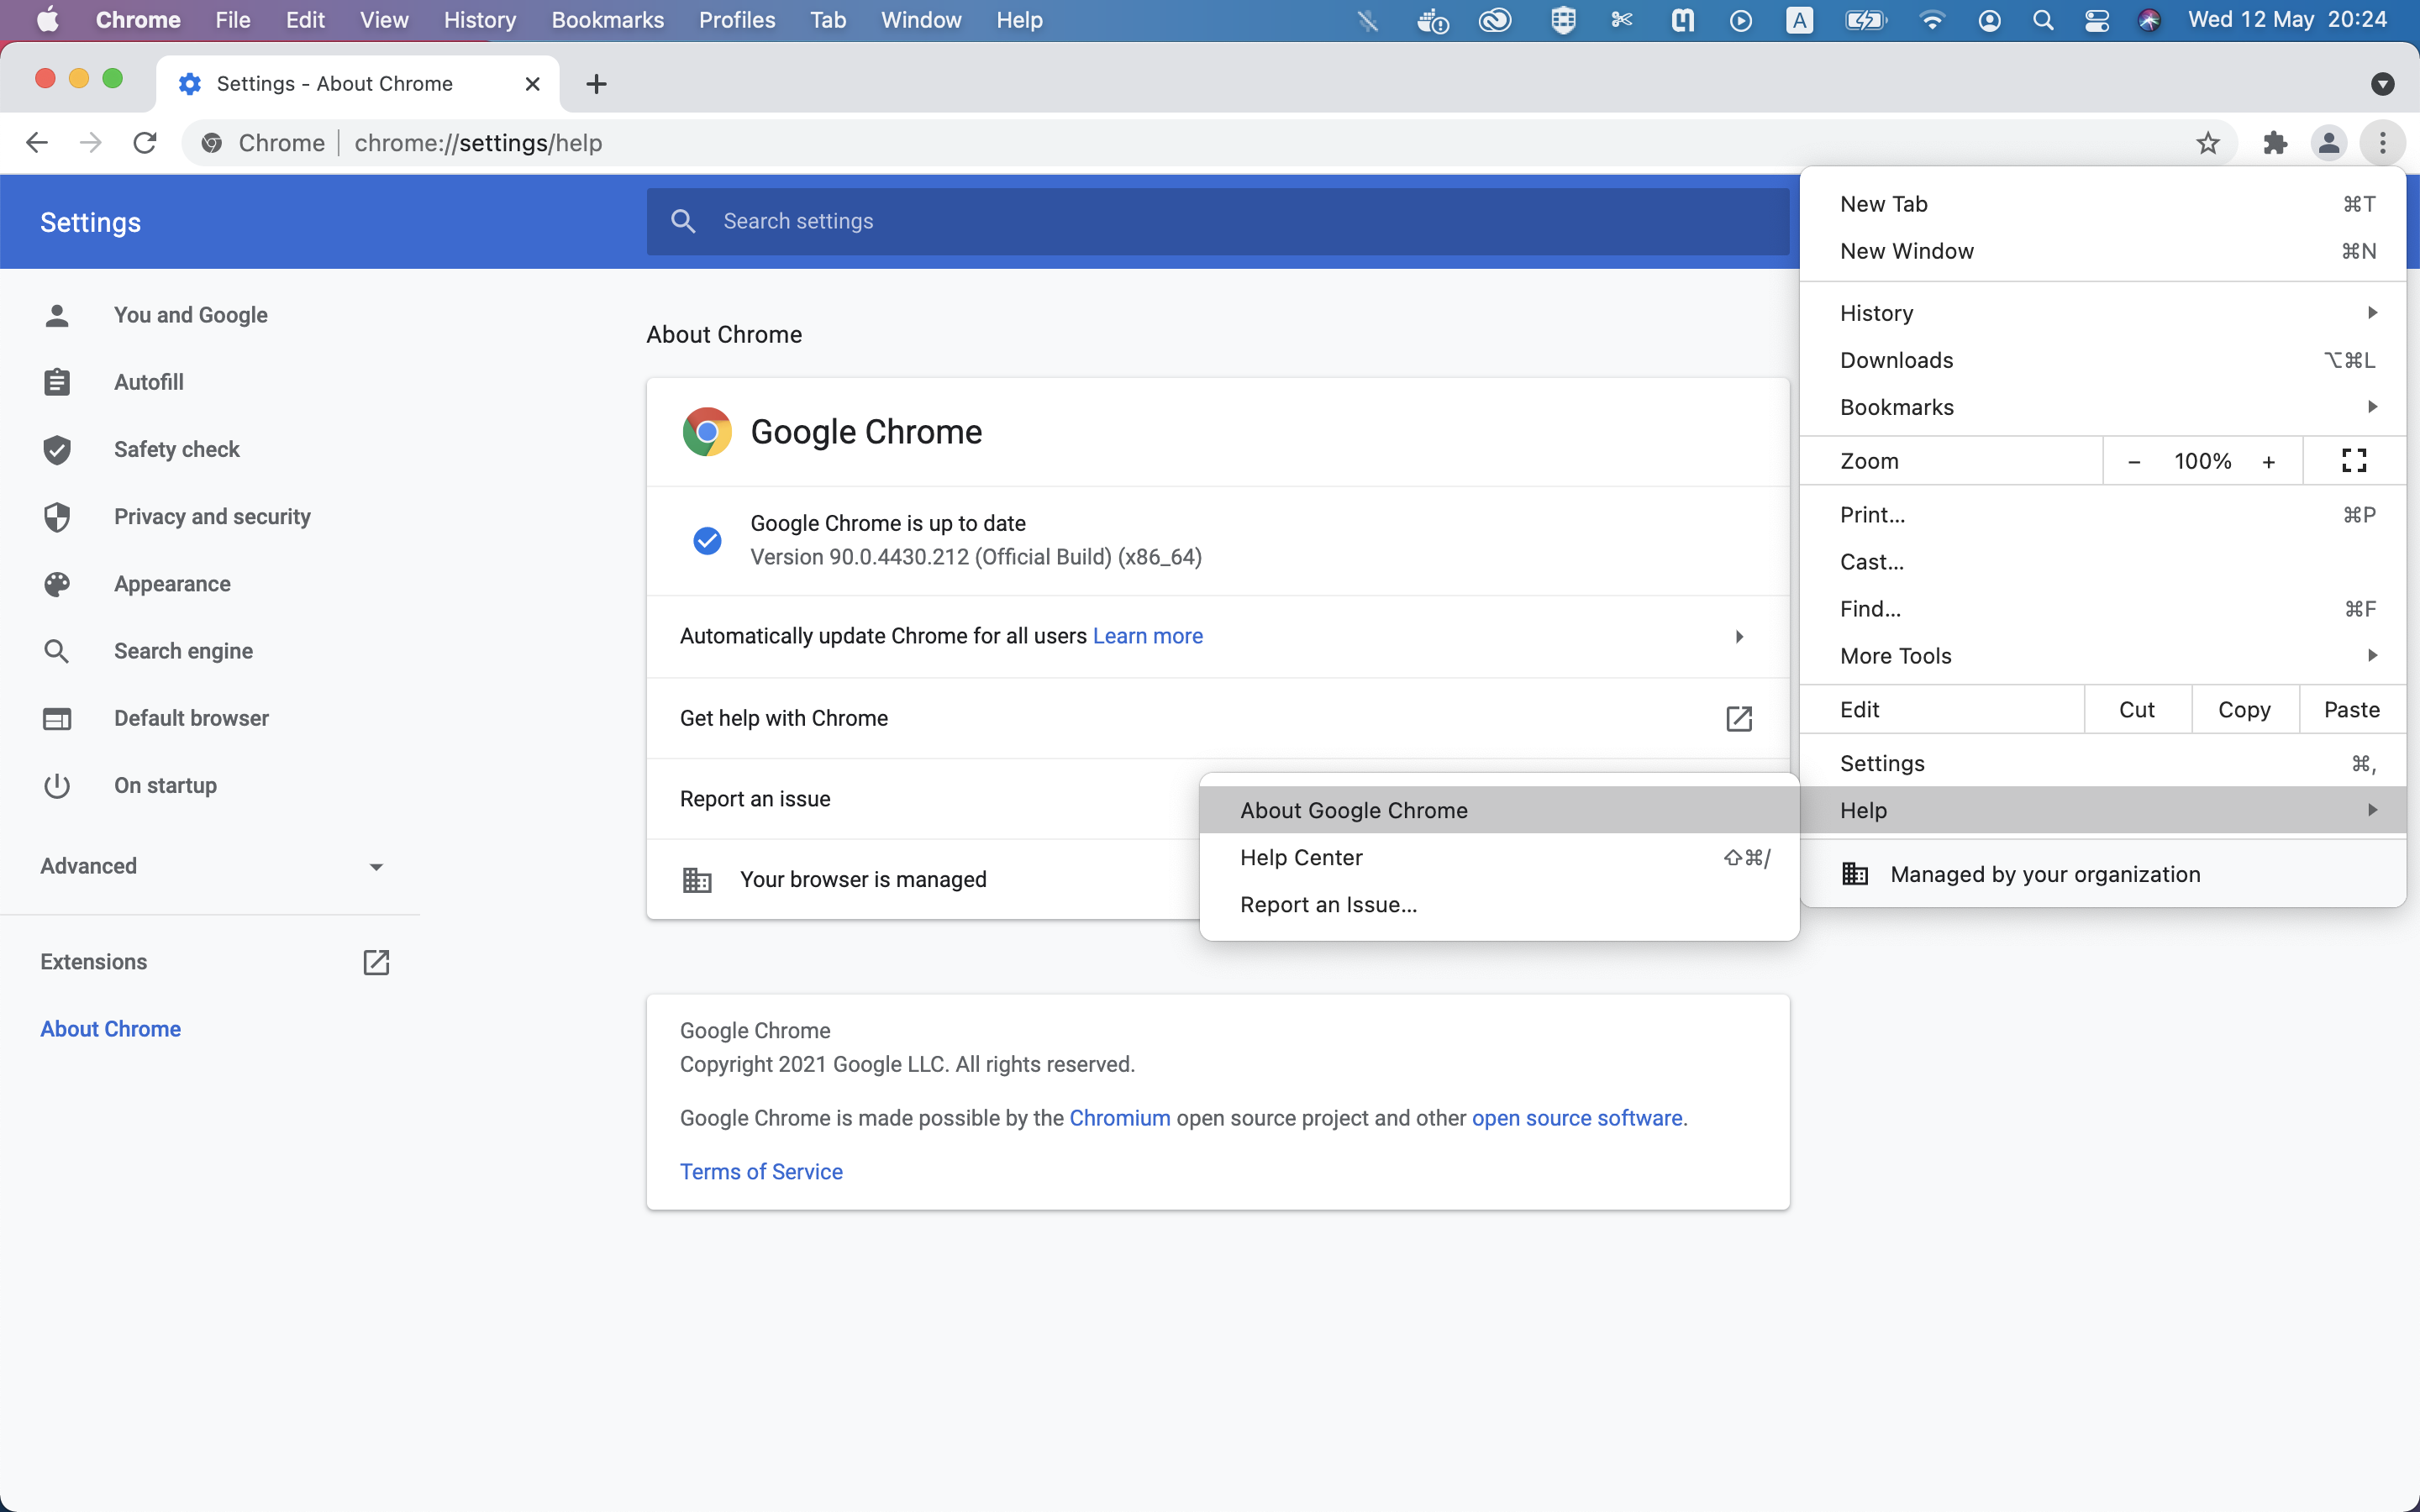 Chrome File Edit View History Bookmarks Profiles Tab Window Help A Wed 12 May 20:24
Settings - About Chrome
Chrome | chrome://settings/help
Settings
Search settings
You and Google
Autofill
Safety check
Privacy and security
Appearance
Search engine
Default browser
On startup
Advanced
Extensions
About Chrome
About Chrome
Google Chrome
Google Chrome is up to date
Version 90.0.4430.212 (Official Build) (x86_64)
Automatically update Chrome for all users Learn more
Get help with Chrome
Report an issue
Your browser is managed
Google Chrome
Copyright 2021 Google LLC. All rights reserved.
Google Chrome is made possible by the Chromium open source project and other open source software.
Terms of Service
New Tab ⌘T
New Window ⌘N
History
Downloads ⌥⌘L
Bookmarks
Zoom − 100% +
Print... ⌘P
Cast...
Find... ⌘F
More Tools
Edit Cut Copy Paste
Settings ⌘,
Help
Managed by your organization
About Google Chrome
Help Center ⇧⌘/
Report an Issue...